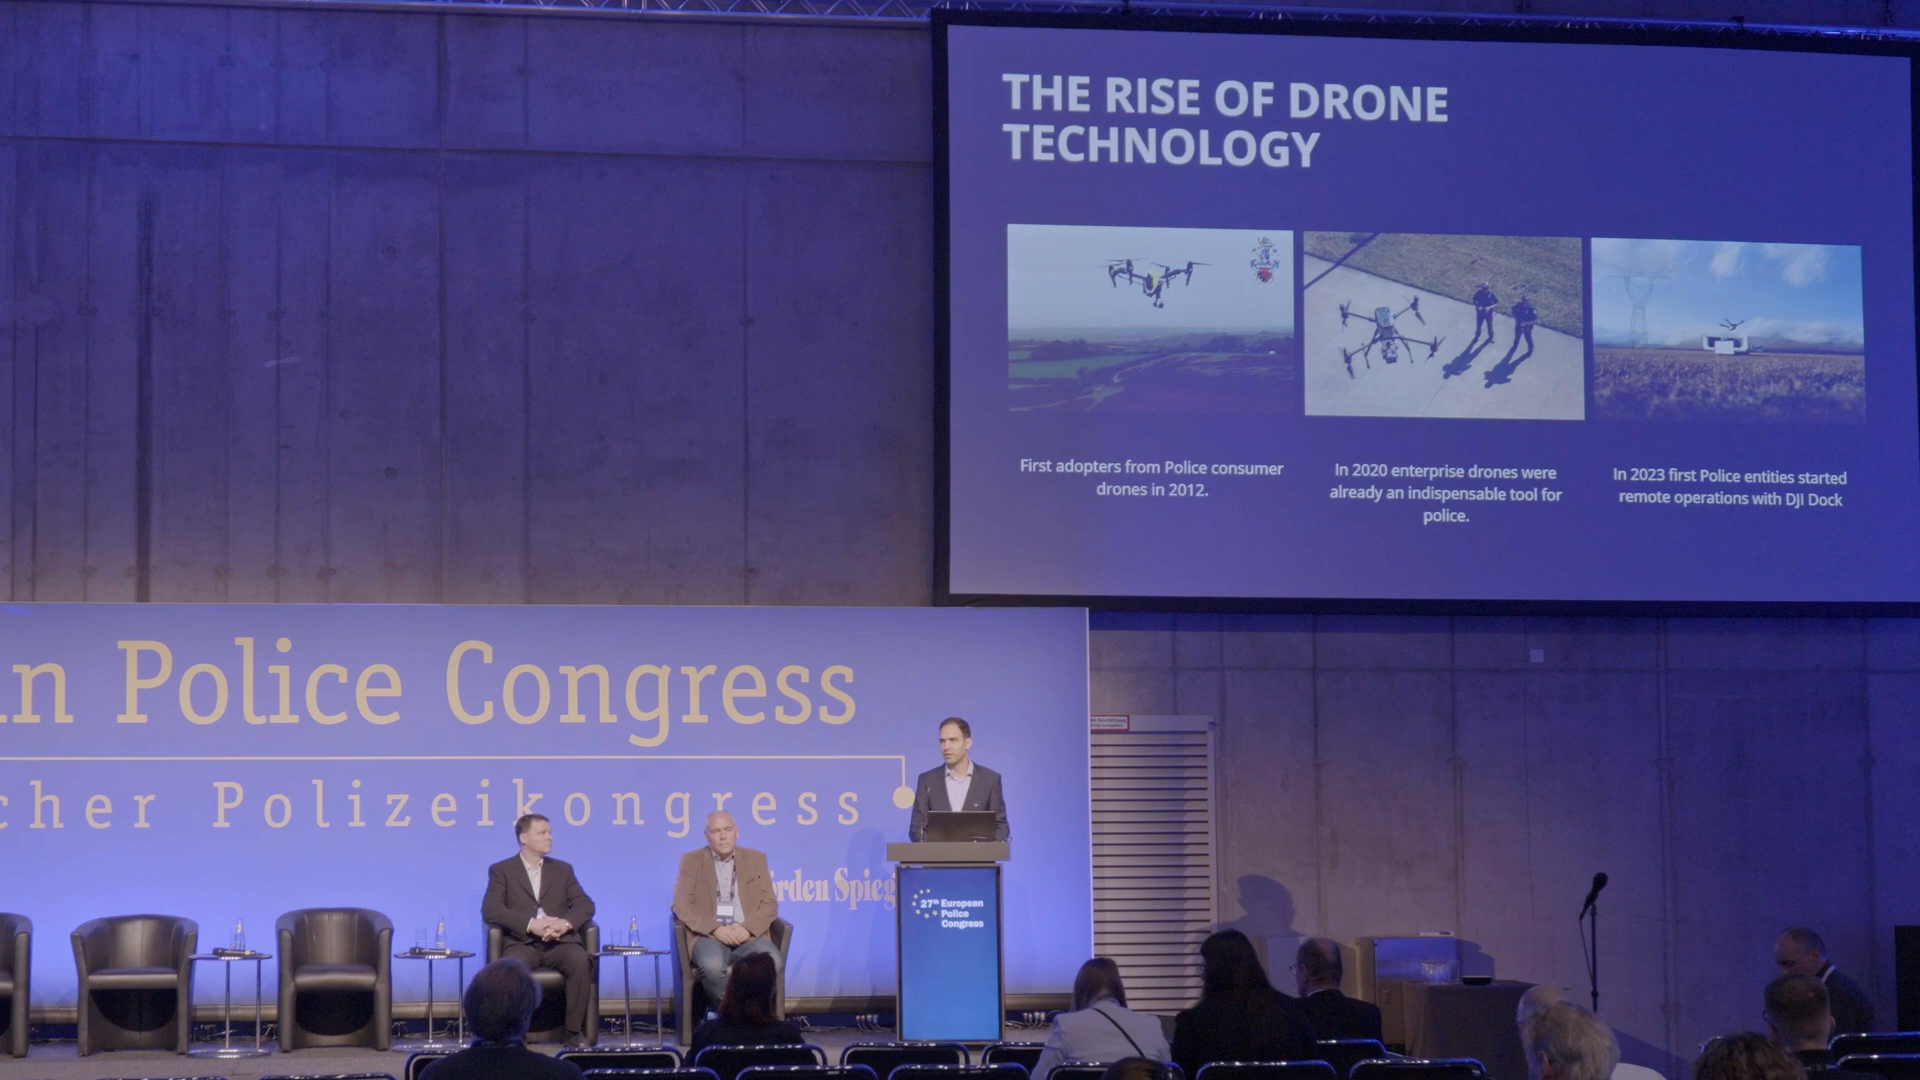 THE RISE OF DRONE
TECHNOLOGY
First adopters from Police consumer
drones in 2012.
In 2020 enterprise drones were
already an indispensable tool for
police.
In 2023 first Police entities started
remote operations with DJI Dock
n Police Congress
cher Polizeikongress
rden Spieg
27th European
Police
Congress